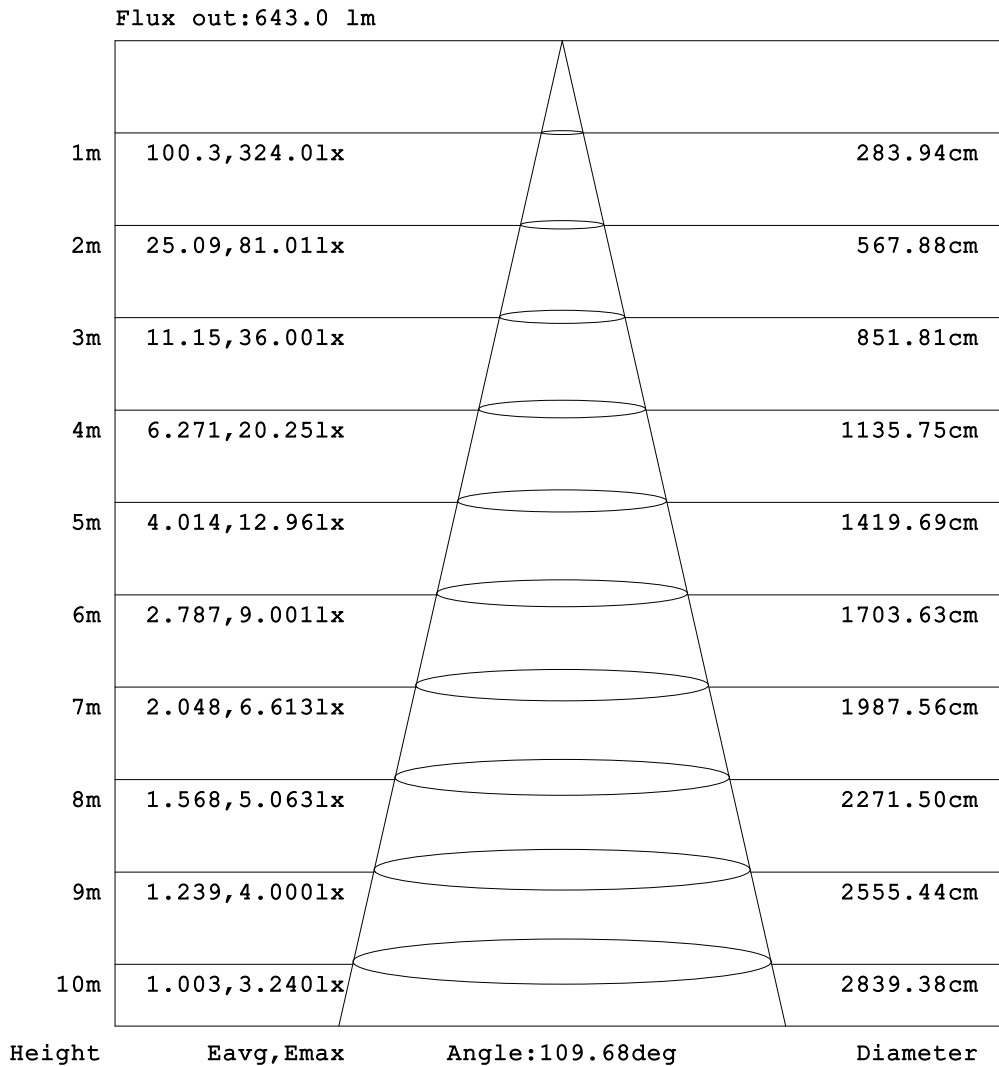 Flux out:643.0 lm
1m 100.3,324.0lx 283.94cm
2m 25.09,81.01lx 567.88cm
3m 11.15,36.00lx 851.81cm
4m 6.271,20.25lx 1135.75cm
5m 4.014,12.96lx 1419.69cm
6m 2.787,9.001lx 1703.63cm
7m 2.048,6.613lx 1987.56cm
8m 1.568,5.063lx 2271.50cm
9m 1.239,4.000lx 2555.44cm
10m 1.003,3.240lx 2839.38cm
Height Eavg,Emax Angle:109.68deg Diameter